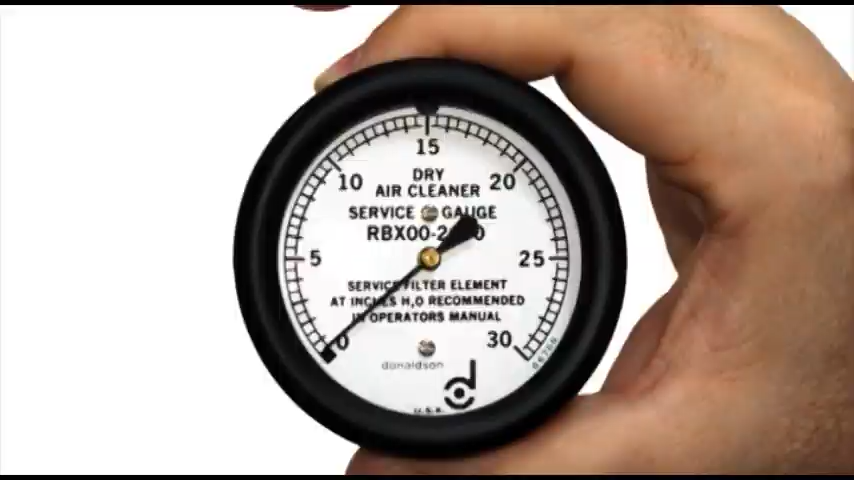 15
10
20
DRY
AIR CLEANER
SERVICE GAUGE
5
25
SERVICE FILTER ELEMENT
AT INCHES H₂O RECOMMENDED
IN OPERATORS MANUAL
0
30
donaldson
d
U.S.A.